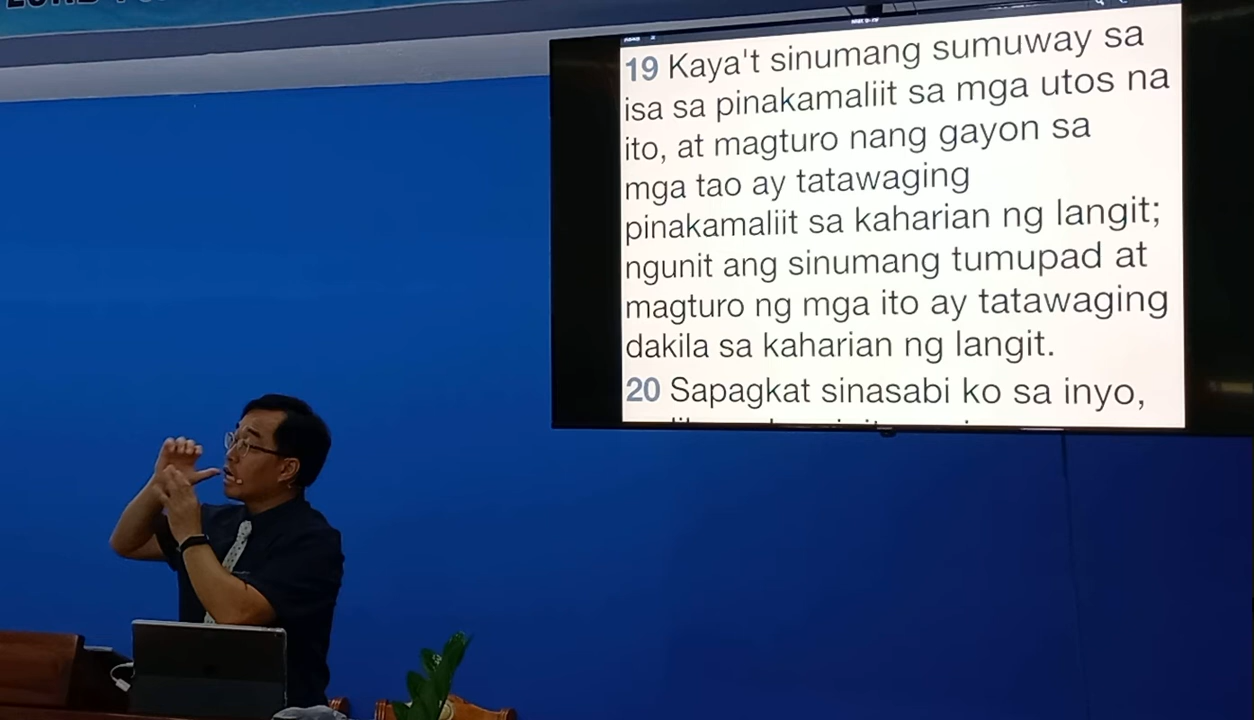 19 Kaya't sinumang sumuway sa
isa sa pinakamaliit sa mga utos na
ito, at magturo nang gayon sa
mga tao ay tatawaging
pinakamaliit sa kaharian ng langit;
ngunit ang sinumang tumupad at
magturo ng mga ito ay tatawaging
dakila sa kaharian ng langit.
20 Sapagkat sinasabi ko sa inyo,